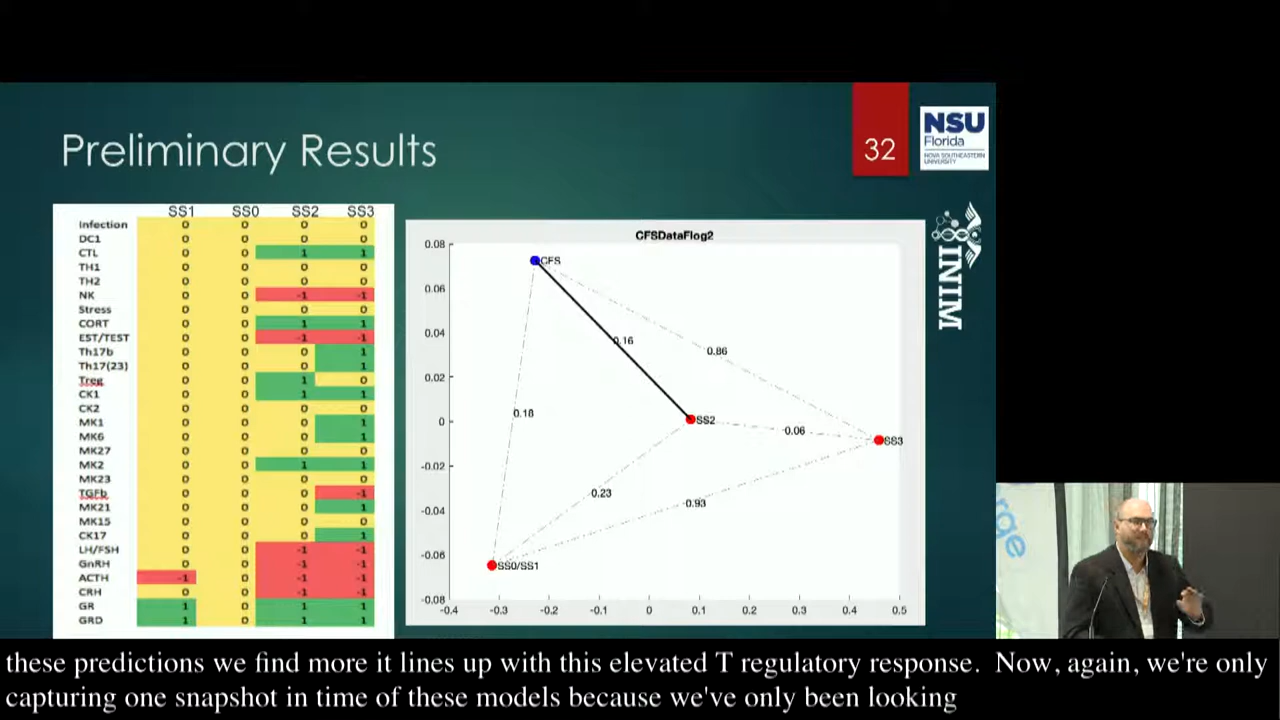 Preliminary Results
32
NSU
Florida
NOVA SOUTHEASTERN
UNIVERSITY
INIM
SS1 SS0 SS2 SS3
Infection 0 0 0 0
DC1 0 0 0 0
CTL 0 0 1 1
TH1 0 0 0 0
TH2 0 0 0 0
NK 0 0 -1 -1
Stress 0 0 0 0
CORT 0 0 1 1
EST/TEST 0 0 -1 -1
Th17b 0 0 0 1
Th17(23) 0 0 0 1
Treg 0 0 1 0
CK1 0 0 1 1
CK2 0 0 0 0
MK1 0 0 0 1
MK6 0 0 0 1
MK27 0 0 0 0
MK2 0 0 1 1
MK23 0 0 0 0
TGFb 0 0 0 -1
MK21 0 0 0 1
MK15 0 0 0 0
CK17 0 0 0 1
LH/FSH 0 0 -1 -1
GnRH 0 0 -1 -1
ACTH -1 0 -1 -1
CRH 0 0 -1 -1
GR 1 0 1 1
GRD 1 0 1 1
CFSDataFlog2
0.08
0.06
0.04
0.02
0
-0.02
-0.04
-0.06
-0.08
-0.4 -0.3 -0.2 -0.1 0 0.1 0.2 0.3 0.4 0.5
CFS
0.16
0.86
0.18
SS2
0.06
SS3
0.23
0.93
SS0/SS1
rge
these predictions we find more it lines up with this elevated T regulatory response. Now, again, we're only
capturing one snapshot in time of these models because we've only been looking